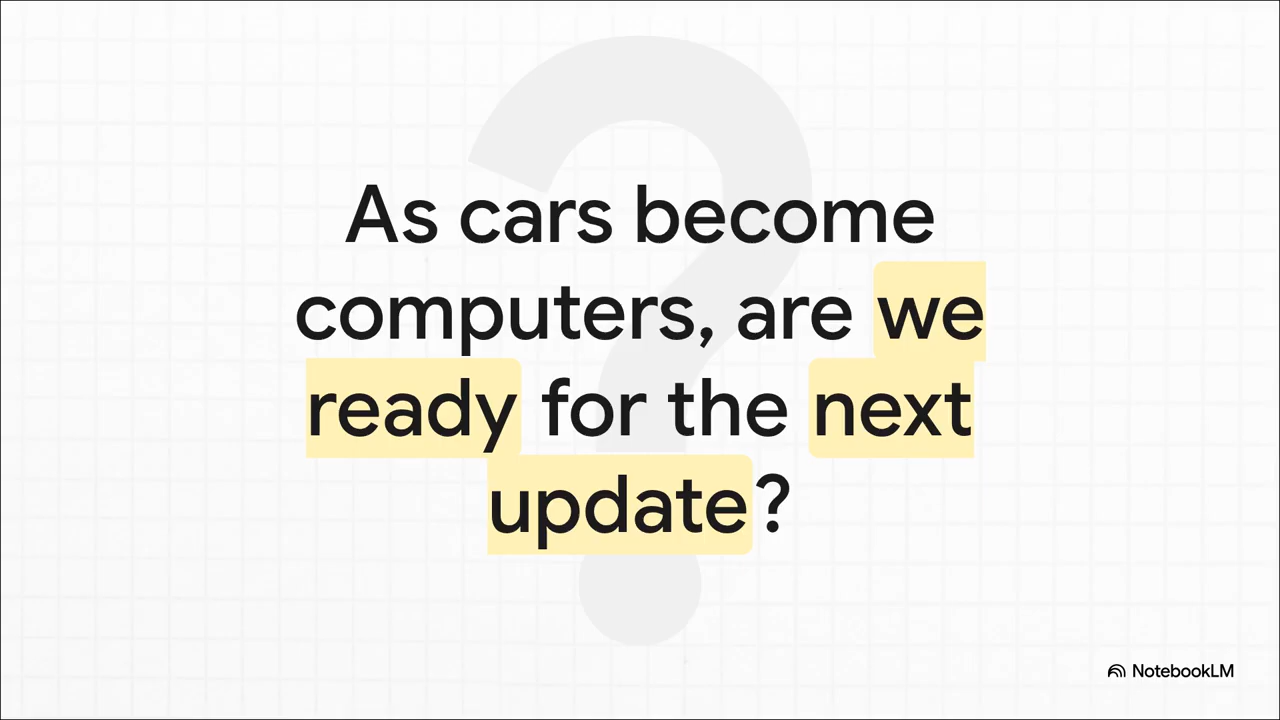 As cars become
computers, are we
ready for the next
update?
NotebookLM